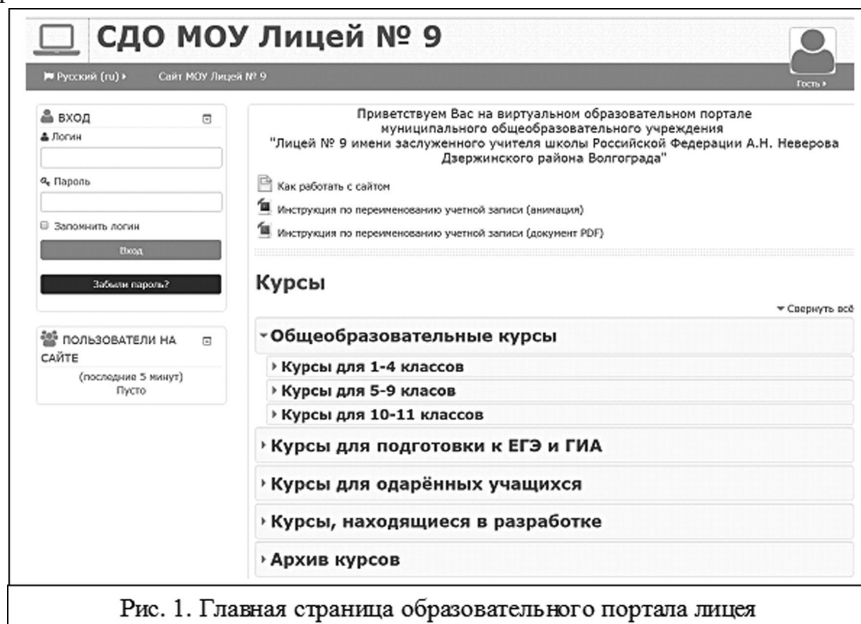 СДО МОУ Лицей № 9
Русский (ru)
Сайт МОУ Лицей № 9
Гость
ВХОД
Логин
Пароль
Запомнить логин
Вход
Забыли пароль?
ПОЛЬЗОВАТЕЛИ НА
САЙТЕ
(последние 5 минут)
Пусто
Приветствуем Вас на виртуальном образовательном портале
муниципального общеобразовательного учреждения
"Лицей № 9 имени заслуженного учителя школы Российской Федерации А.Н. Неверова
Дзержинского района Волгограда"
Как работать с сайтом
Инструкция по переименованию учетной записи (анимация)
Инструкция по переименованию учетной записи (документ PDF)
Курсы
Свернуть всё
Общеобразовательные курсы
Курсы для 1-4 классов
Курсы для 5-9 класов
Курсы для 10-11 классов
Курсы для подготовки к ЕГЭ и ГИА
Курсы для одарённых учащихся
Курсы, находящиеся в разработке
Архив курсов
Рис. 1. Главная страница образовательного портала лицея